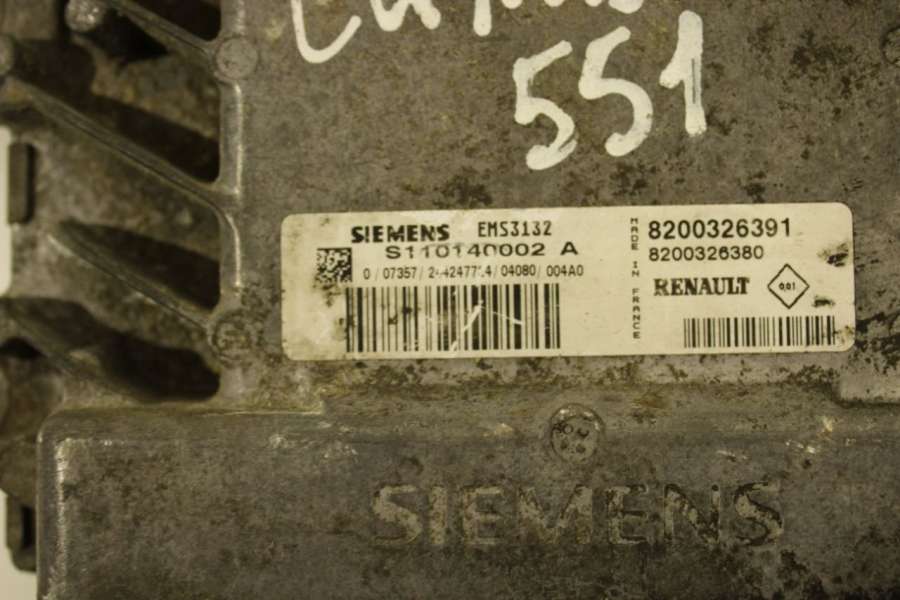 551
SIEMENS EMS3132
S110140002 A
MADE IN FRANCE
8200326391
8200326380
RENAULT
SIEMENS